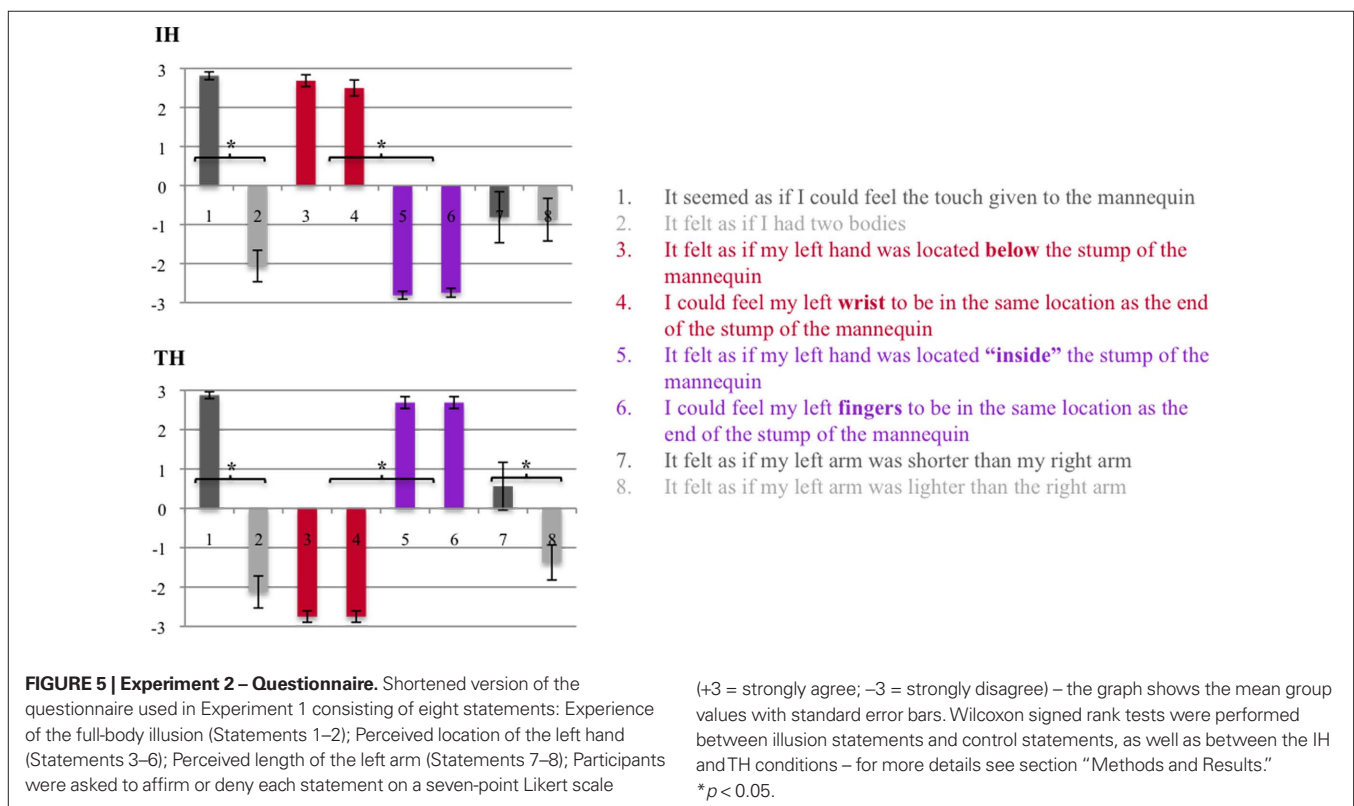 IH
3
2
1
0
-1
-2
-3
*
*
1 2 3 4 5 6 7 8
TH
3
2
1
0
-1
-2
-3
*
*
*
1 2 3 4 5 6 7 8
1. It seemed as if I could feel the touch given to the mannequin
2. It felt as if I had two bodies
3. It felt as if my left hand was located below the stump of the
mannequin
4. I could feel my left wrist to be in the same location as the end
of the stump of the mannequin
5. It felt as if my left hand was located “inside” the stump of the
mannequin
6. I could feel my left fingers to be in the same location as the
end of the stump of the mannequin
7. It felt as if my left arm was shorter than my right arm
8. It felt as if my left arm was lighter than the right arm
FIGURE 5 | Experiment 2 – Questionnaire. Shortened version of the
questionnaire used in Experiment 1 consisting of eight statements: Experience
of the full-body illusion (Statements 1–2); Perceived location of the left hand
(Statements 3–6); Perceived length of the left arm (Statements 7–8); Participants
were asked to affirm or deny each statement on a seven-point Likert scale
(+3 = strongly agree; –3 = strongly disagree) – the graph shows the mean group
values with standard error bars. Wilcoxon signed rank tests were performed
between illusion statements and control statements, as well as between the IH
and TH conditions – for more details see section “Methods and Results.”
*p < 0.05.